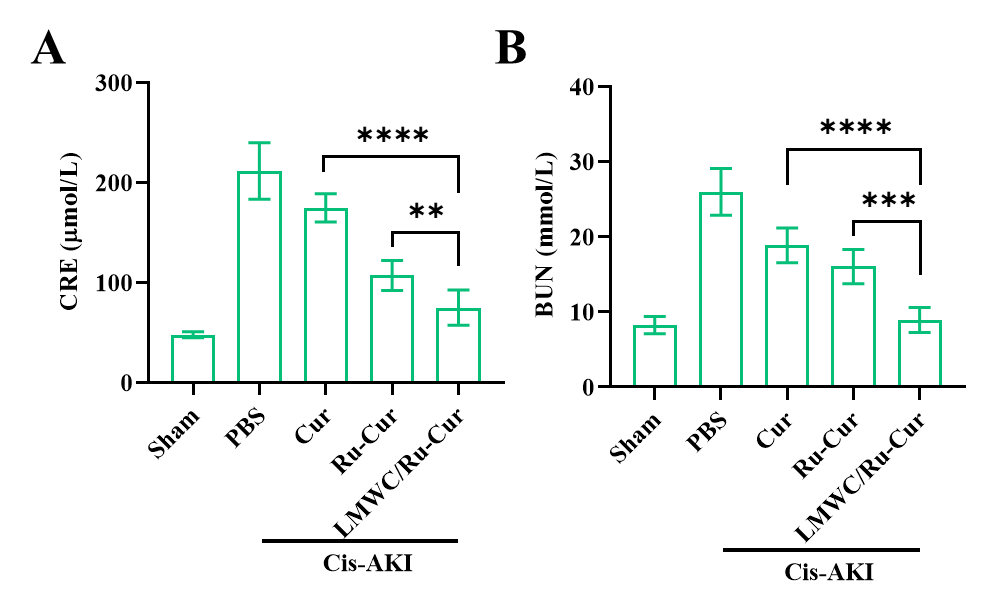 A
CRE (μmol/L)
300
200
100
0
****
**
Sham
PBS
Cur
Ru-Cur
LMWC/Ru-Cur
Cis-AKI
B
BUN (mmol/L)
40
30
20
10
0
****
***
Sham
PBS
Cur
Ru-Cur
LMWC/Ru-Cur
Cis-AKI